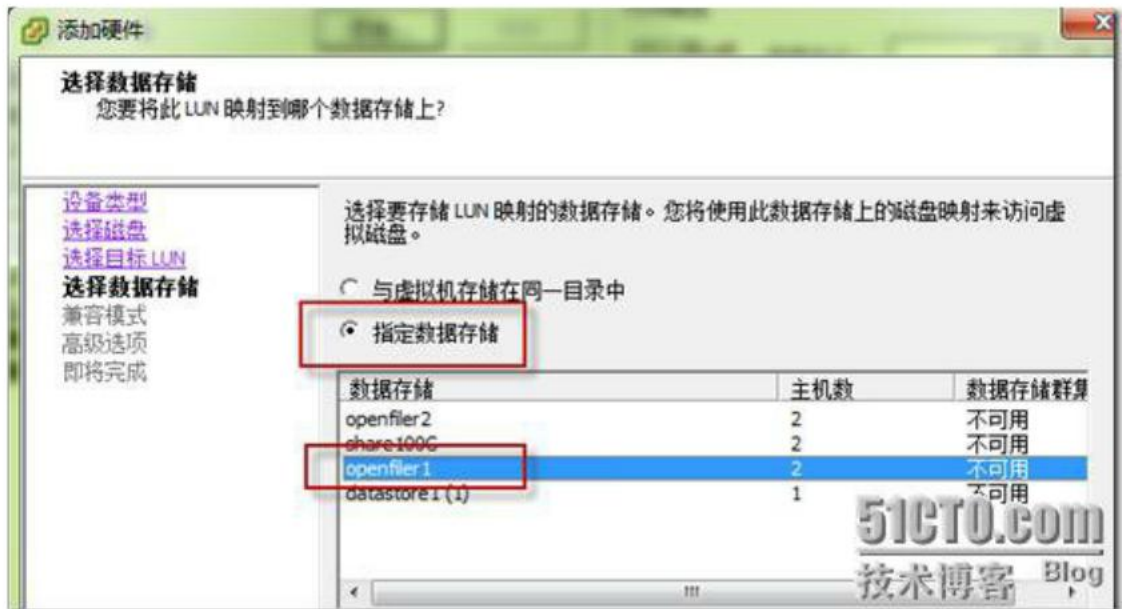 添加硬件
选择数据存储
您要将此 LUN 映射到哪个数据存储上?
设备类型
选择磁盘
选择目标 LUN
选择数据存储
兼容模式
高级选项
即将完成
选择要存储 LUN 映射的数据存储。您将使用此数据存储上的磁盘映射来访问虚
拟磁盘。
与虚拟机存储在同一目录中
指定数据存储
数据存储 主机数 数据存储群集
openfiler2 2 不可用
share100G 2 不可用
openfiler1 2 不可用
datastore1 (1) 1 不可用
51CTO.com
技术博客 Blog